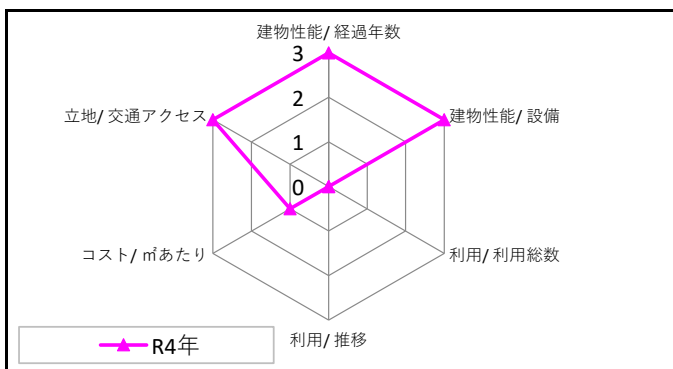 建物性能/ 経過年数
3
立地/ 交通アクセス
2
建物性能/ 設備
1
0
コスト/ ㎡あたり
利用/ 利用総数
利用/ 推移
R4年